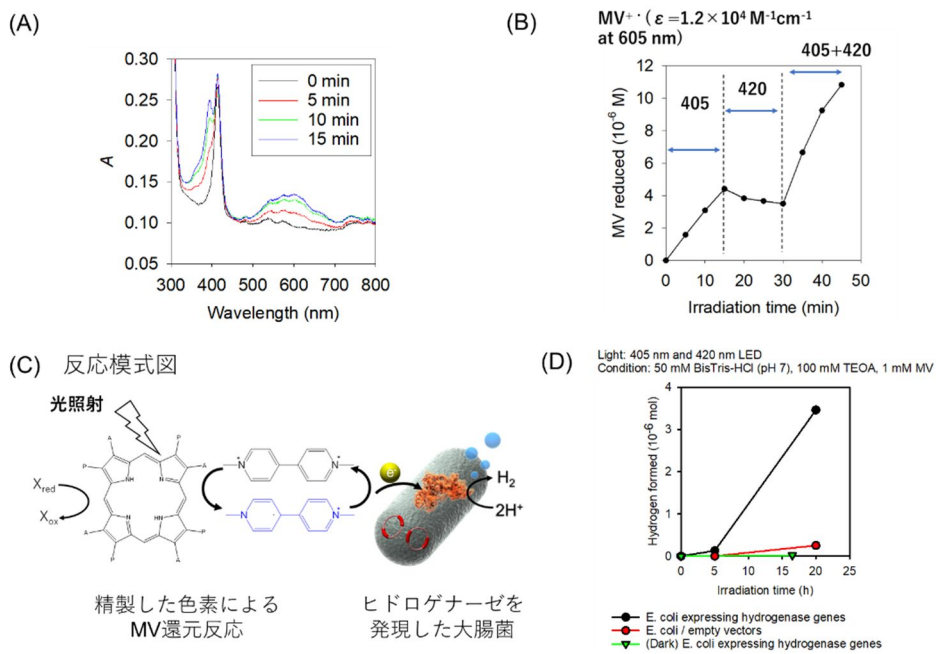 (A)
0.30
0.25
0.20
0.15
0.10
0.05
A
0 min
5 min
10 min
15 min
300 400 500 600 700 800
Wavelength (nm)
(B)
MV⁺˙( ε =1.2×10⁴ M⁻¹cm⁻¹
at 605 nm)
405+420
420
405
12
10
8
6
4
2
0
MV reduced (10⁻⁶ M)
0 10 20 30 40 50
Irradiation time (min)
(C) 反応模式図
光照射
A P
P A
NH N
N HN
A P
P A
Xred
Xox
N⁺ N⁺
N N⁺
e⁻
H₂
2H⁺
精製した色素による
MV還元反応
ヒドロゲナーゼを
発現した大腸菌
(D)
Light: 405 nm and 420 nm LED
Condition: 50 mM BisTris-HCl (pH 7), 100 mM TEOA, 1 mM MV
4
3
2
1
0
Hydrogen formed (10⁻⁶ mol)
0 5 10 15 20 25
Irradiation time (h)
E. coli expressing hydrogenase genes
E. coli / empty vectors
(Dark) E. coli expressing hydrogenase genes